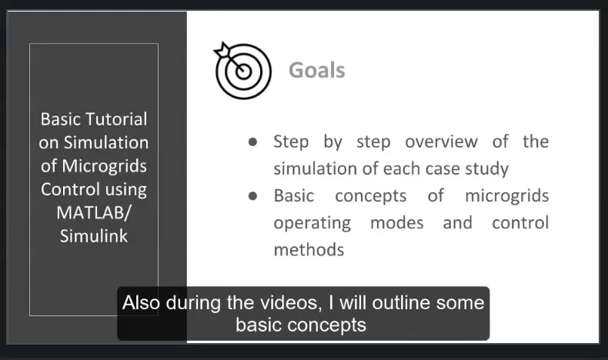 Basic Tutorial
on Simulation
of Microgrids
Control using
MATLAB/
Simulink
Goals
● Step by step overview of the
simulation of each case study
● Basic concepts of microgrids
operating modes and control
methods
Also during the videos, I will outline some
basic concepts